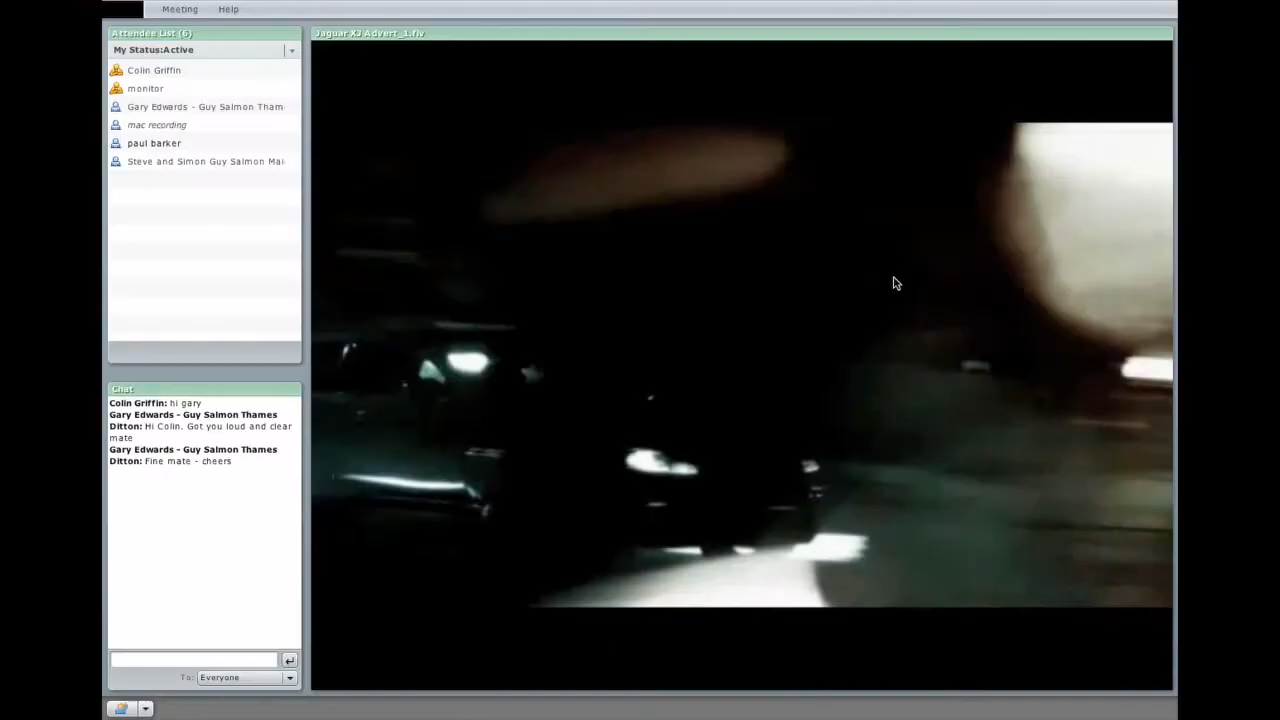 Meeting Help
Attendee List (6)
My Status:Active
Colin Griffin
monitor
Gary Edwards - Guy Salmon Tham
mac recording
paul barker
Steve and Simon Guy Salmon Mai
Chat
Colin Griffin: hi gary
Gary Edwards - Guy Salmon Thames
Ditton: Hi Colin. Got you loud and clear
mate
Gary Edwards - Guy Salmon Thames
Ditton: Fine mate - cheers
To: Everyone
Jaguar XJ Advert_1.flv